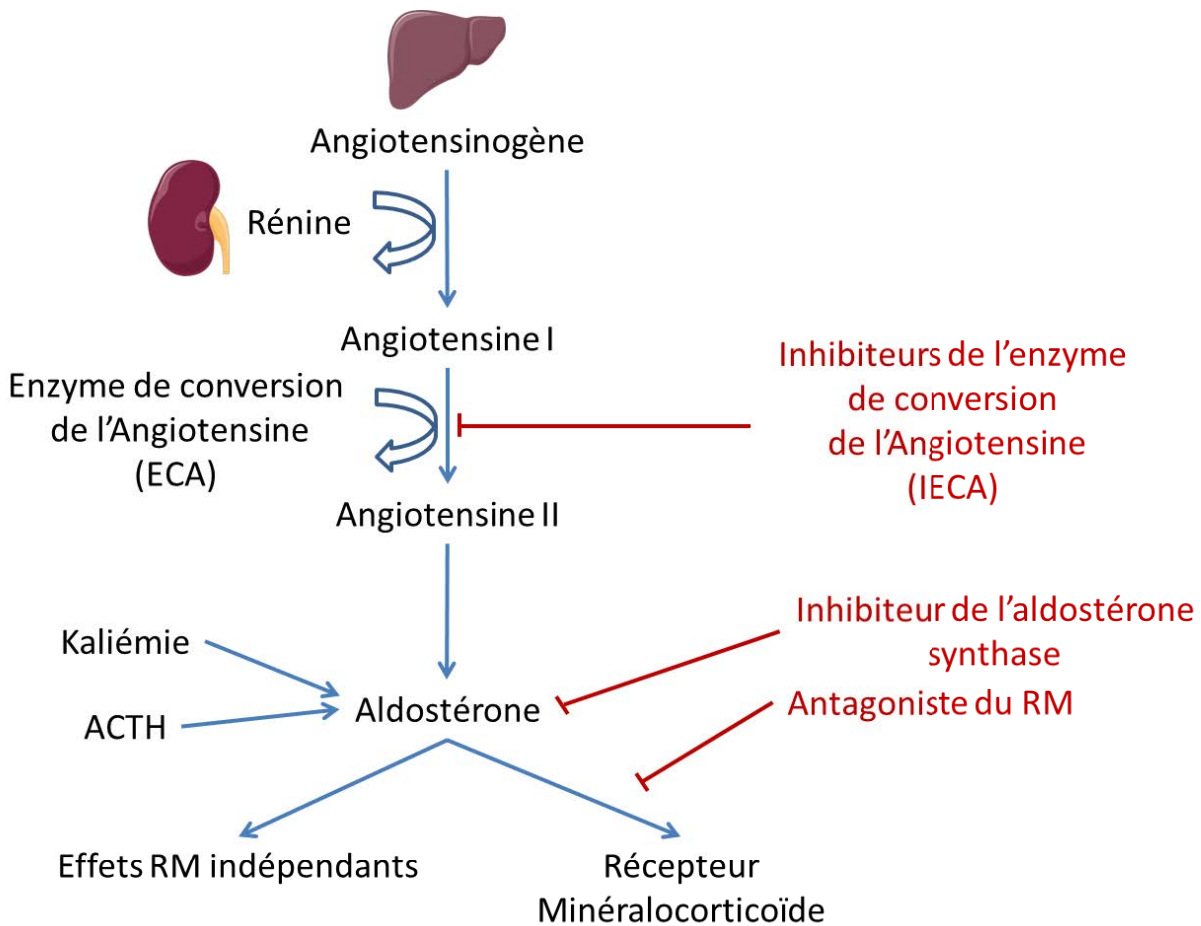 Angiotensinogène
Rénine
Angiotensine I
Enzyme de conversion
de l’Angiotensine
(ECA)
Inhibiteurs de l’enzyme
de conversion
de l’Angiotensine
(IECA)
Angiotensine II
Inhibiteur de l’aldostérone
synthase
Kaliémie
Antagoniste du RM
Aldostérone
ACTH
Effets RM indépendants
Récepteur
Minéralocorticoïde